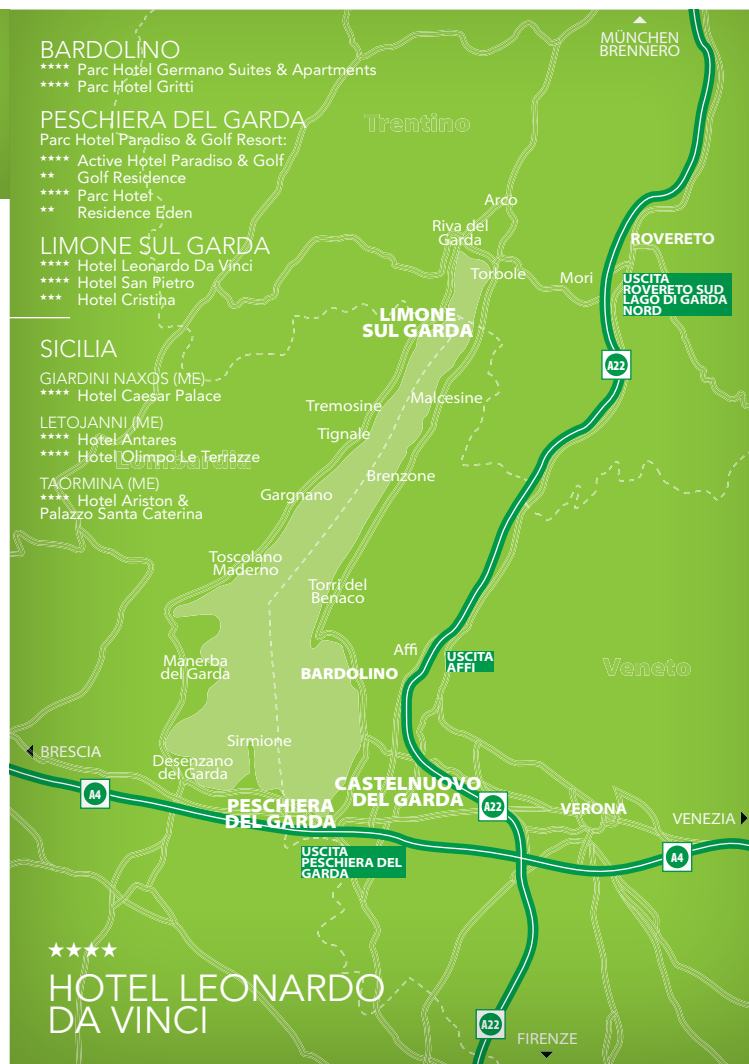 BARDOLINO
**** Parc Hotel Germano Suites & Apartments
**** Parc Hotel Gritti
PESCHIERA DEL GARDA
Parc Hotel Paradiso & Golf Resort:
**** Active Hotel Paradiso & Golf
** Golf Residence
**** Parc Hotel
** Residence Eden
LIMONE SUL GARDA
**** Hotel Leonardo Da Vinci
**** Hotel San Pietro
*** Hotel Cristina
SICILIA
GIARDINI NAXOS (ME)
**** Hotel Caesar Palace
LETOJANNI (ME)
**** Hotel Antares
**** Hotel Olimpo Le Terrazze
TAORMINA (ME)
**** Hotel Ariston &
Palazzo Santa Caterina
MÜNCHEN
BRENNERO
Trentino
Arco
Riva del
Garda
ROVERETO
Torbole
Mori
USCITA
ROVERETO SUD
LAGO DI GARDA
NORD
LIMONE
SUL GARDA
A22
Malcesine
Tremosine
Tignale
Lombardia
Brenzone
Gargnano
Toscolano
Maderno
Torri del
Benaco
Affi
USCITA
AFFI
Veneto
Manerba
del Garda
BARDOLINO
Sirmione
BRESCIA
Desenzano
del Garda
A4
CASTELNUOVO
DEL GARDA
A22
VERONA
PESCHIERA
DEL GARDA
VENEZIA
USCITA
PESCHIERA DEL
GARDA
A4
★★★★
HOTEL LEONARDO
DA VINCI
A22
FIRENZE